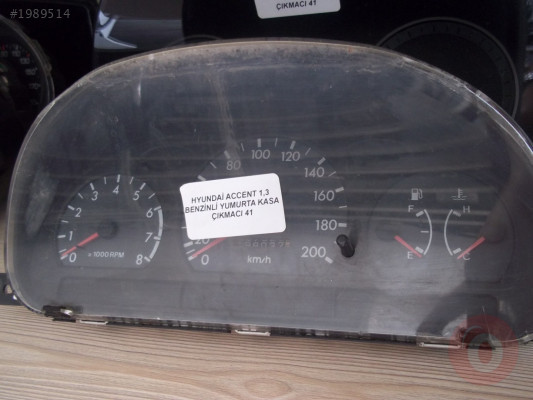 #1989514
ÇIKMACI 41
80
100
120
140
160
180
200
20
0
km/h
HYUNDAİ ACCENT 1,3
BENZİNLİ YUMURTA KASA
ÇIKMACI 41
0
1
2
3
4
5
6
7
8
x 1000 RPM
F
E
H
C